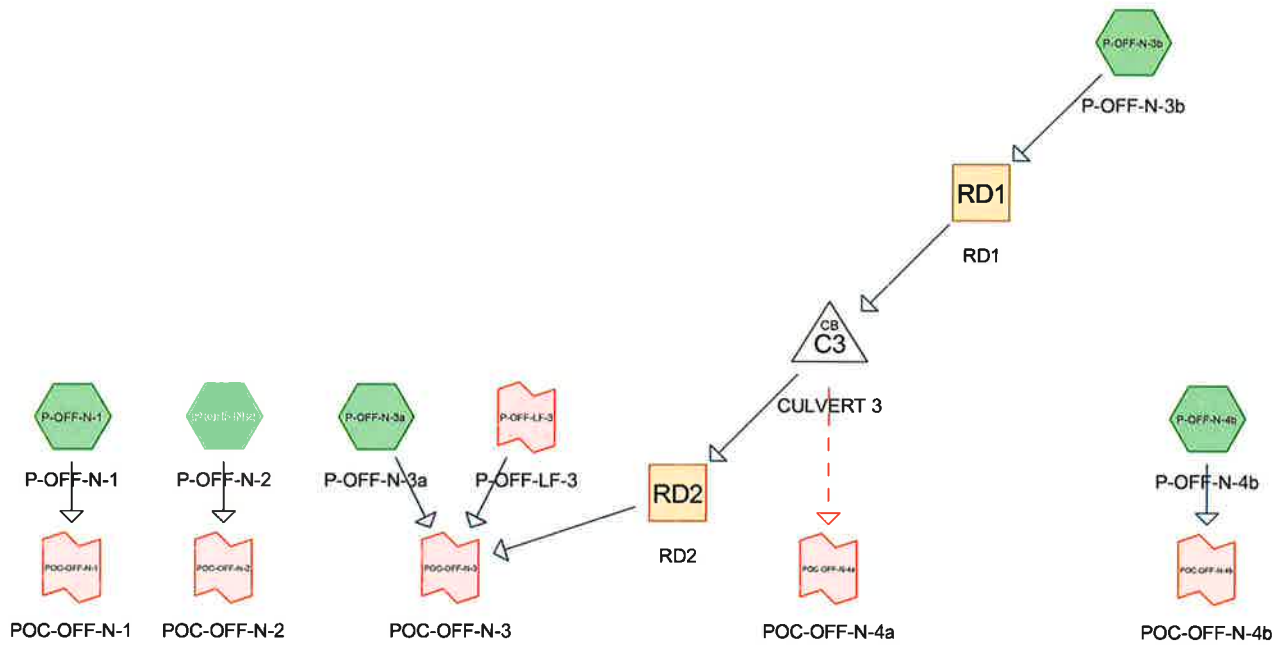 P-OFF-N-3b
P-OFF-N-3b
RD1
RD1
CB
C3
CULVERT 3
P-OFF-N-1
P-OFF-N-3a
P-OFF-LF-3
P-OFF-N-4b
P-OFF-N-1
P-OFF-N-2
P-OFF-N-3a
P-OFF-LF-3
P-OFF-N-4b
RD2
RD2
POC-OFF-N-1
POC-OFF-N-2
POC-OFF-N-3
POC-OFF-N-4a
POC-OFF-N-4b
POC-OFF-N-1
POC-OFF-N-2
POC-OFF-N-3
POC-OFF-N-4a
POC-OFF-N-4b